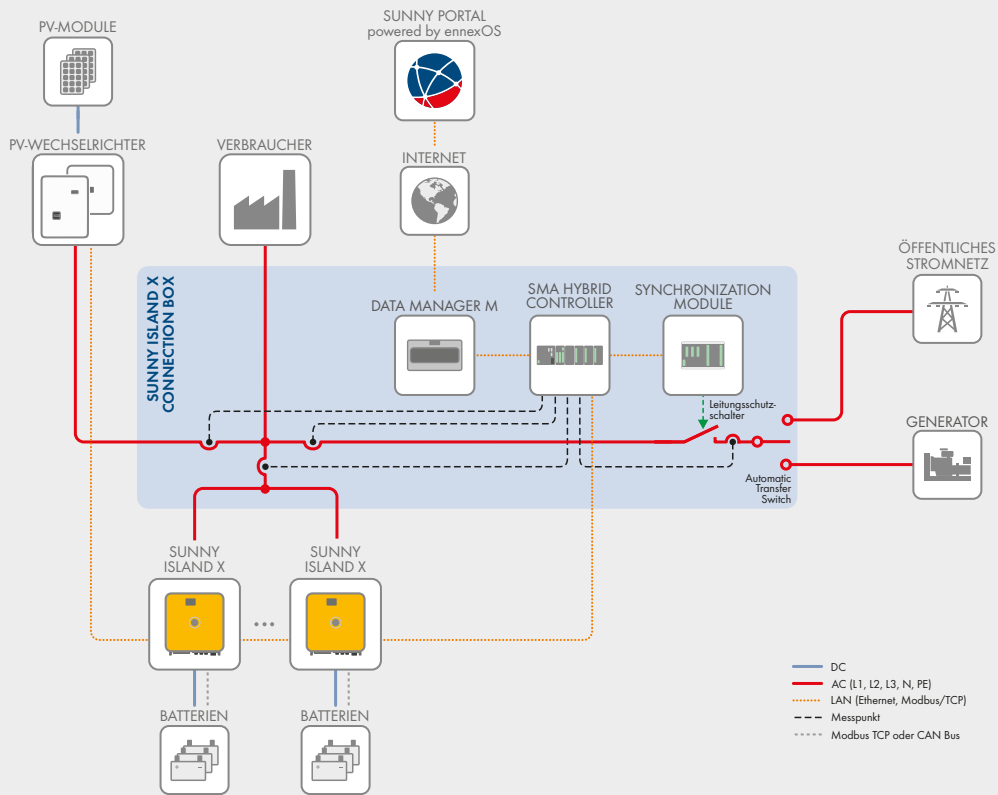 PV-MODULE
SUNNY PORTAL
powered by ennexOS
PV-WECHSELRICHTER
VERBRAUCHER
INTERNET
ÖFFENTLICHES
STROMNETZ
SUNNY ISLAND X
CONNECTION BOX
DATA MANAGER M
SMA HYBRID
CONTROLLER
SYNCHRONIZATION
MODULE
Leitungsschutz-
schalter
GENERATOR
Automatic
Transfer
Switch
SUNNY
ISLAND X
SUNNY
ISLAND X
...
BATTERIEN
BATTERIEN
DC
AC (L1, L2, L3, N, PE)
LAN (Ethernet, Modbus/TCP)
Messpunkt
Modbus TCP oder CAN Bus